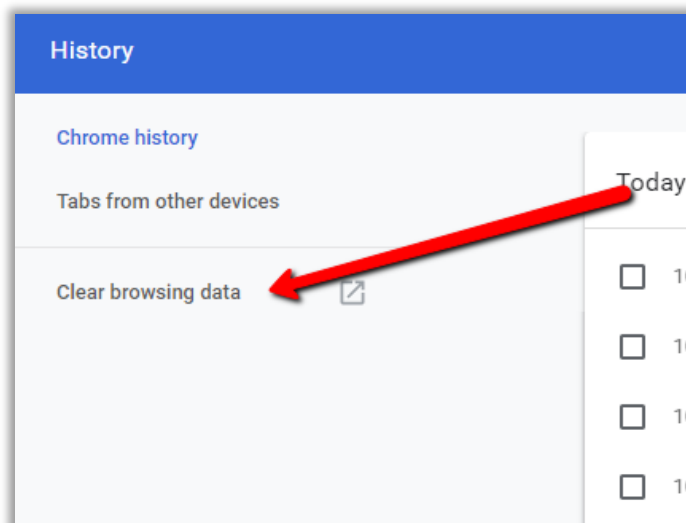 History
Chrome history
Tabs from other devices
Clear browsing data
Today